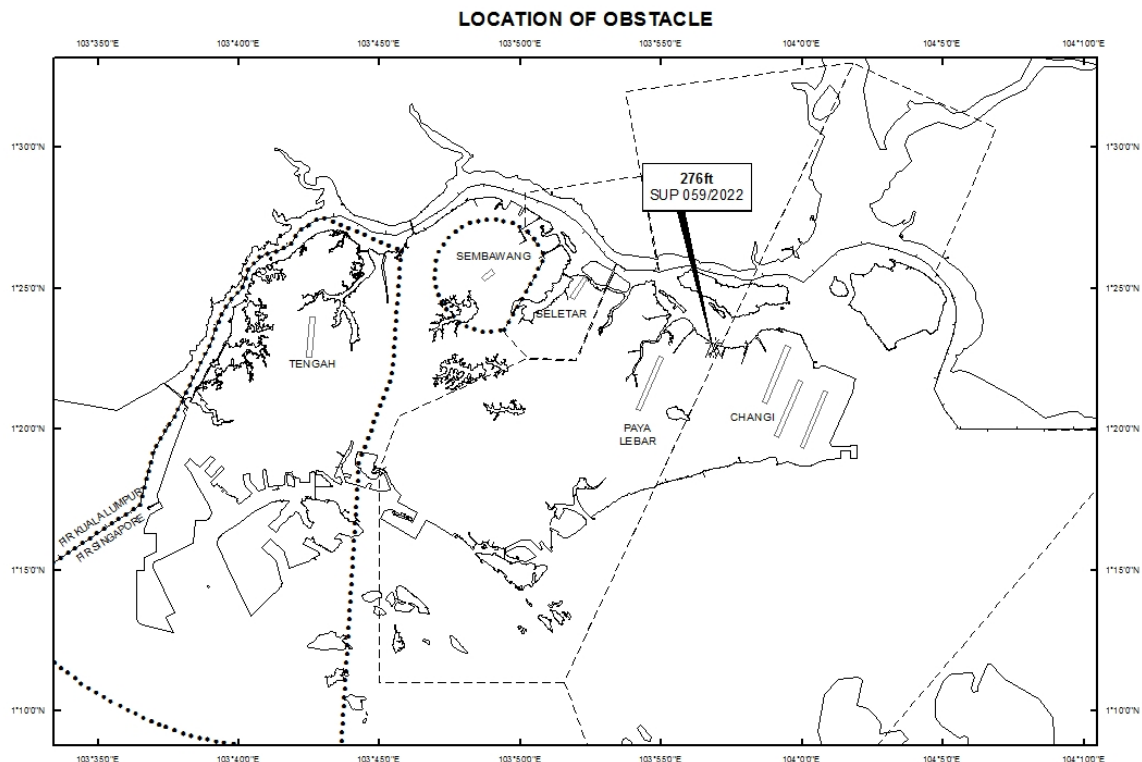 LOCATION OF OBSTACLE
103°35'0"E 103°40'0"E 103°45'0"E 103°50'0"E 103°55'0"E 104°0'0"E 104°5'0"E 104°10'0"E
1°30'0"N 1°30'0"N
276ft
SUP 059/2022
SEMBAWANG
1°25'0"N 1°25'0"N
SELETAR
TENGAH
CHANGI
PAYA
LEBAR
1°20'0"N 1°20'0"N
FIR KUALA LUMPUR
FIR SINGAPORE
1°15'0"N 1°15'0"N
1°10'0"N 1°10'0"N
103°35'0"E 103°40'0"E 103°45'0"E 103°50'0"E 103°55'0"E 104°0'0"E 104°5'0"E 104°10'0"E